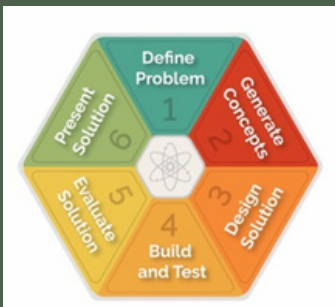 Define
Problem
1
Generate
Concepts
2
3
Design
Solution
4
Build
and Test
5
Evaluate
Solution
6
Present
Solution